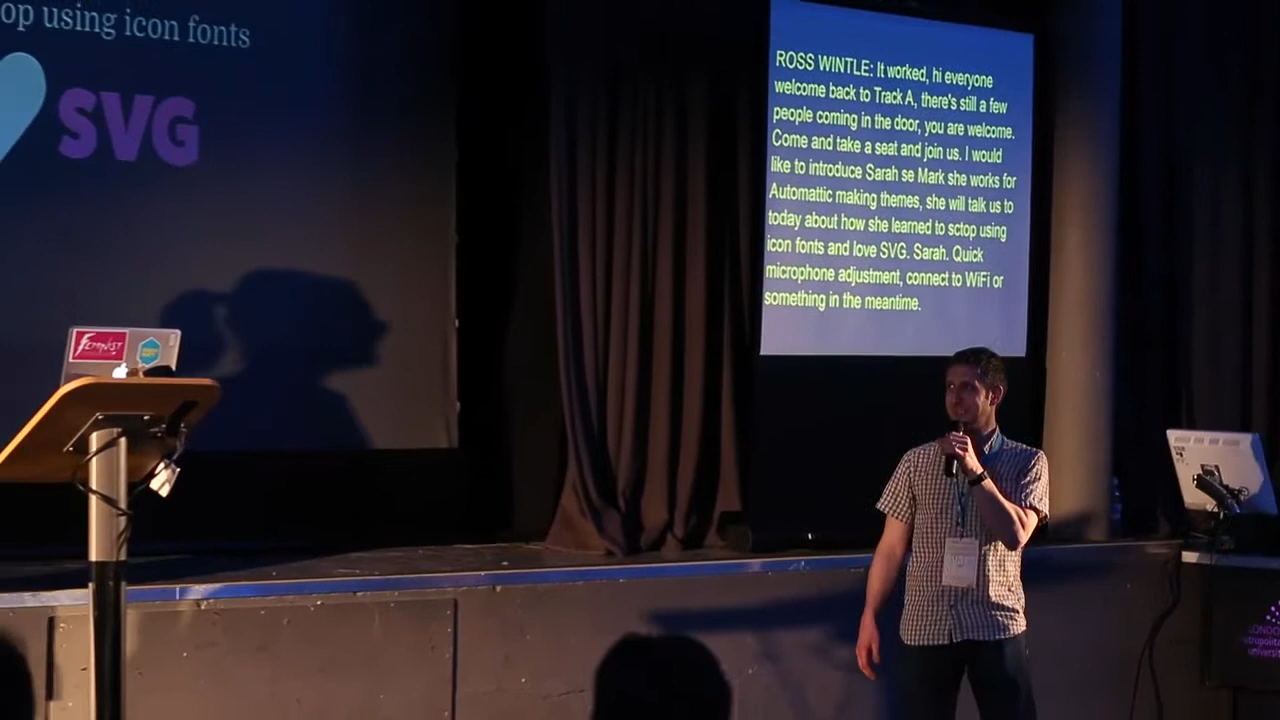 op using icon fonts
SVG
FEMINIST
ROSS WINTLE: It worked, hi everyone
welcome back to Track A, there's still a few
people coming in the door, you are welcome.
Come and take a seat and join us. I would
like to introduce Sarah se Mark she works for
Automattic making themes, she will talk us to
today about how she learned to sctop using
icon fonts and love SVG. Sarah. Quick
microphone adjustment, connect to WiFi or
something in the meantime.
LONDO
tropolita
universit